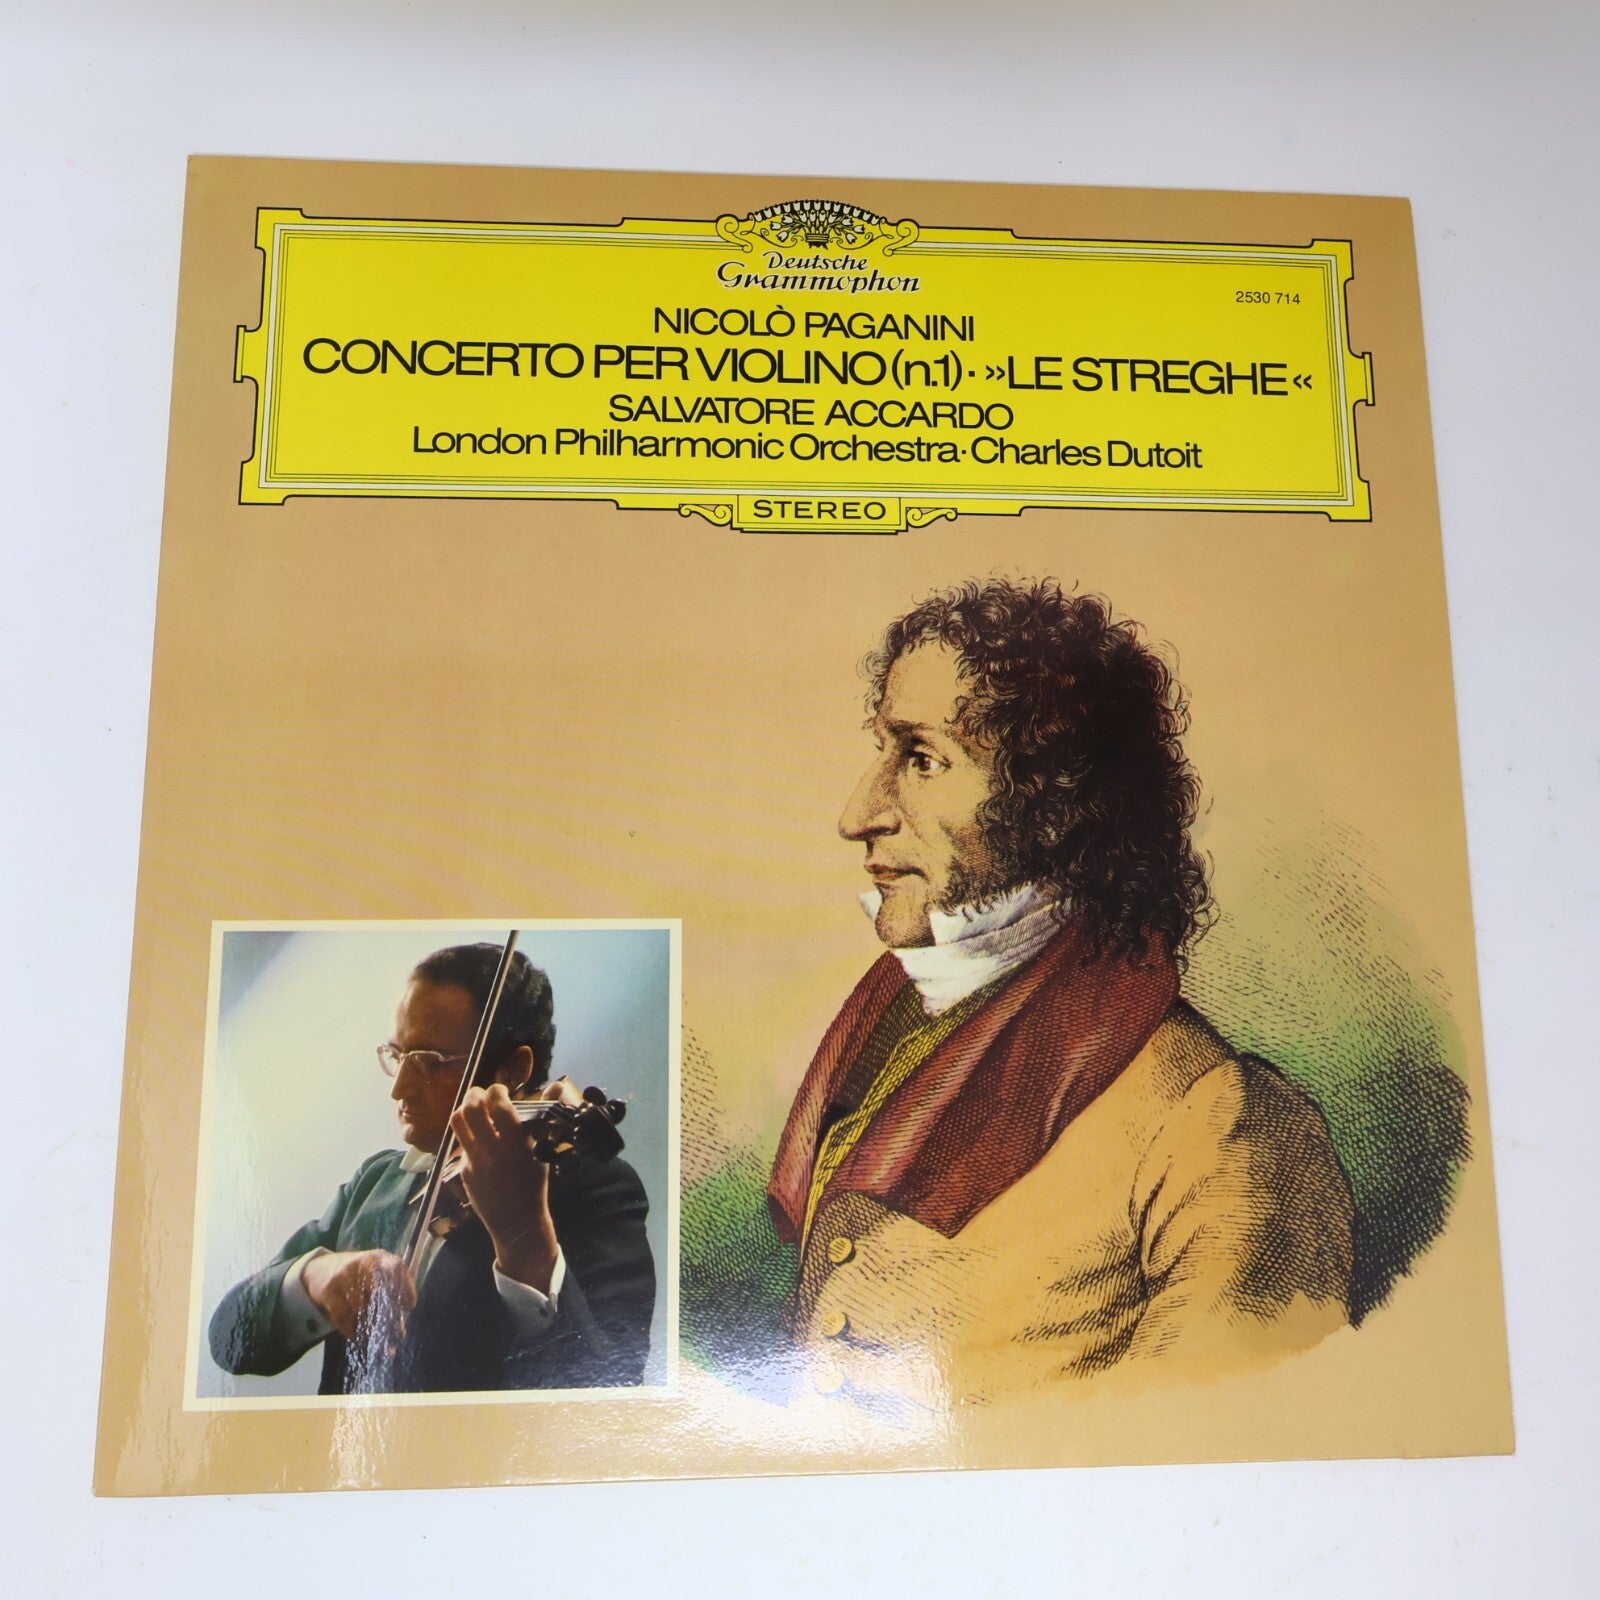 Deutsche
Grammophon
2530 714
NICOLÒ PAGANINI
CONCERTO PER VIOLINO (n.1) · »LE STREGHE«
SALVATORE ACCARDO
London Philharmonic Orchestra · Charles Dutoit
STEREO